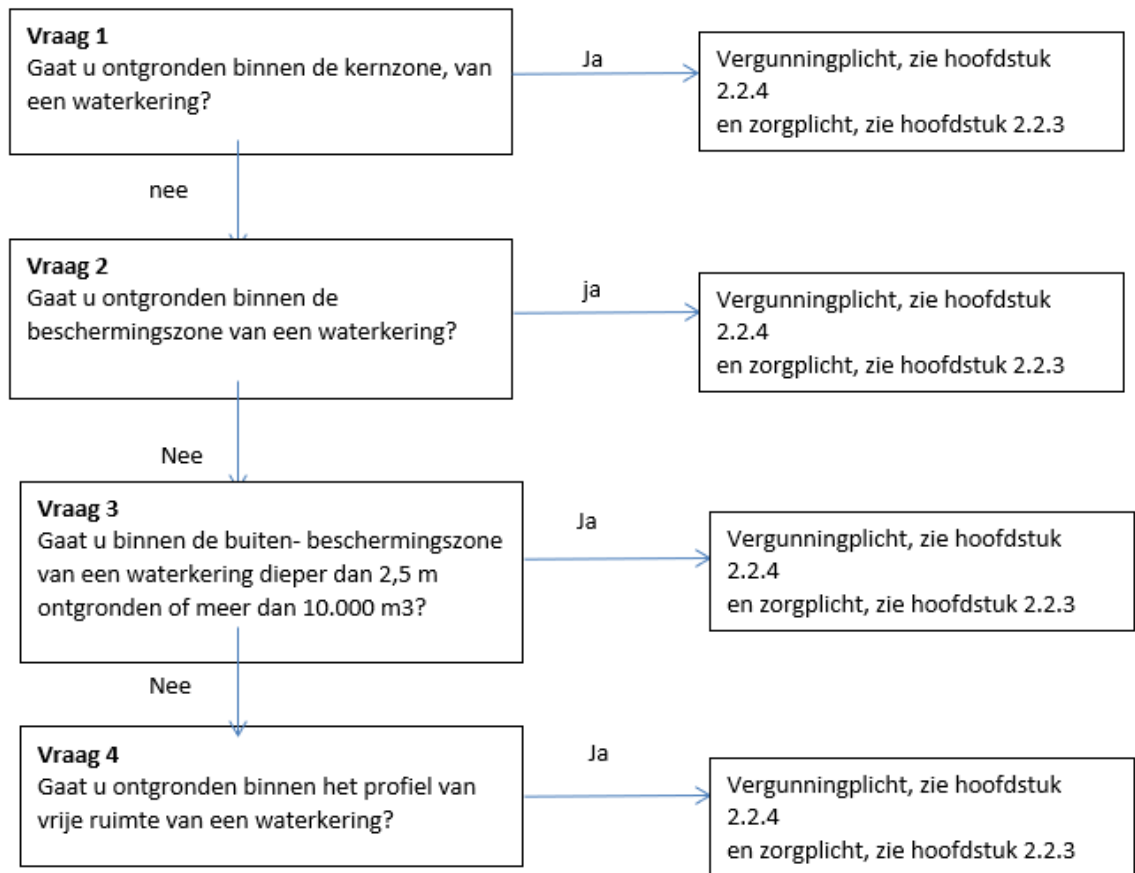 Vraag 1
Gaat u ontgronden binnen de kernzone, van
een waterkering?
Ja
Vergunningplicht, zie hoofdstuk
2.2.4
en zorgplicht, zie hoofdstuk 2.2.3
nee
Vraag 2
Gaat u ontgronden binnen de
beschermingszone van een waterkering?
ja
Vergunningplicht, zie hoofdstuk
2.2.4
en zorgplicht, zie hoofdstuk 2.2.3
Nee
Vraag 3
Gaat u binnen de buiten- beschermingszone
van een waterkering dieper dan 2,5 m
ontgronden of meer dan 10.000 m3?
Ja
Vergunningplicht, zie hoofdstuk
2.2.4
en zorgplicht, zie hoofdstuk 2.2.3
Nee
Vraag 4
Gaat u ontgronden binnen het profiel van
vrije ruimte van een waterkering?
Ja
Vergunningplicht, zie hoofdstuk
2.2.4
en zorgplicht, zie hoofdstuk 2.2.3